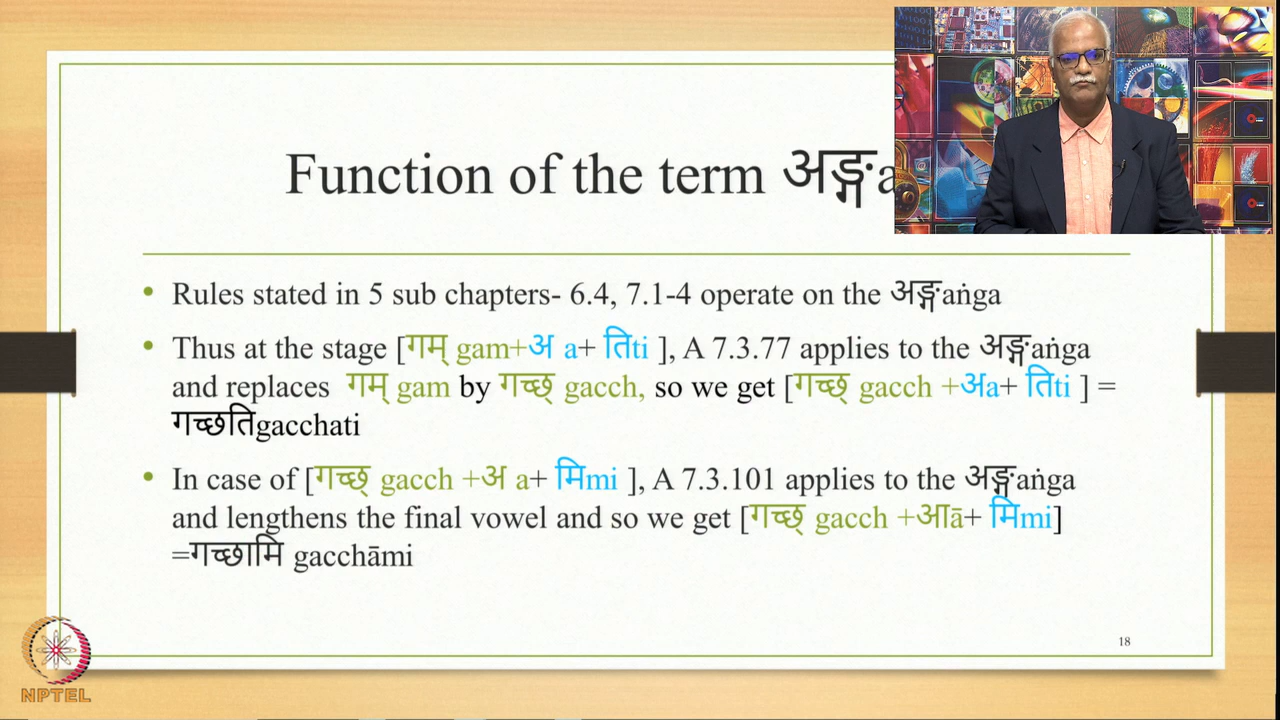 Function of the term अङ्ग a
• Rules stated in 5 sub chapters- 6.4, 7.1-4 operate on the अङ्गaṅga
• Thus at the stage [गम् gam+अ a+ तिti ], A 7.3.77 applies to the अङ्गaṅga
and replaces गम् gam by गच्छ् gacch, so we get [गच्छ् gacch +अa+ तिti ] =
गच्छतिgacchati
• In case of [गच्छ् gacch +अ a+ मिmi ], A 7.3.101 applies to the अङ्गaṅga
and lengthens the final vowel and so we get [गच्छ् gacch +आā+ मिmi]
=गच्छामि gacchāmi
18
NPTEL